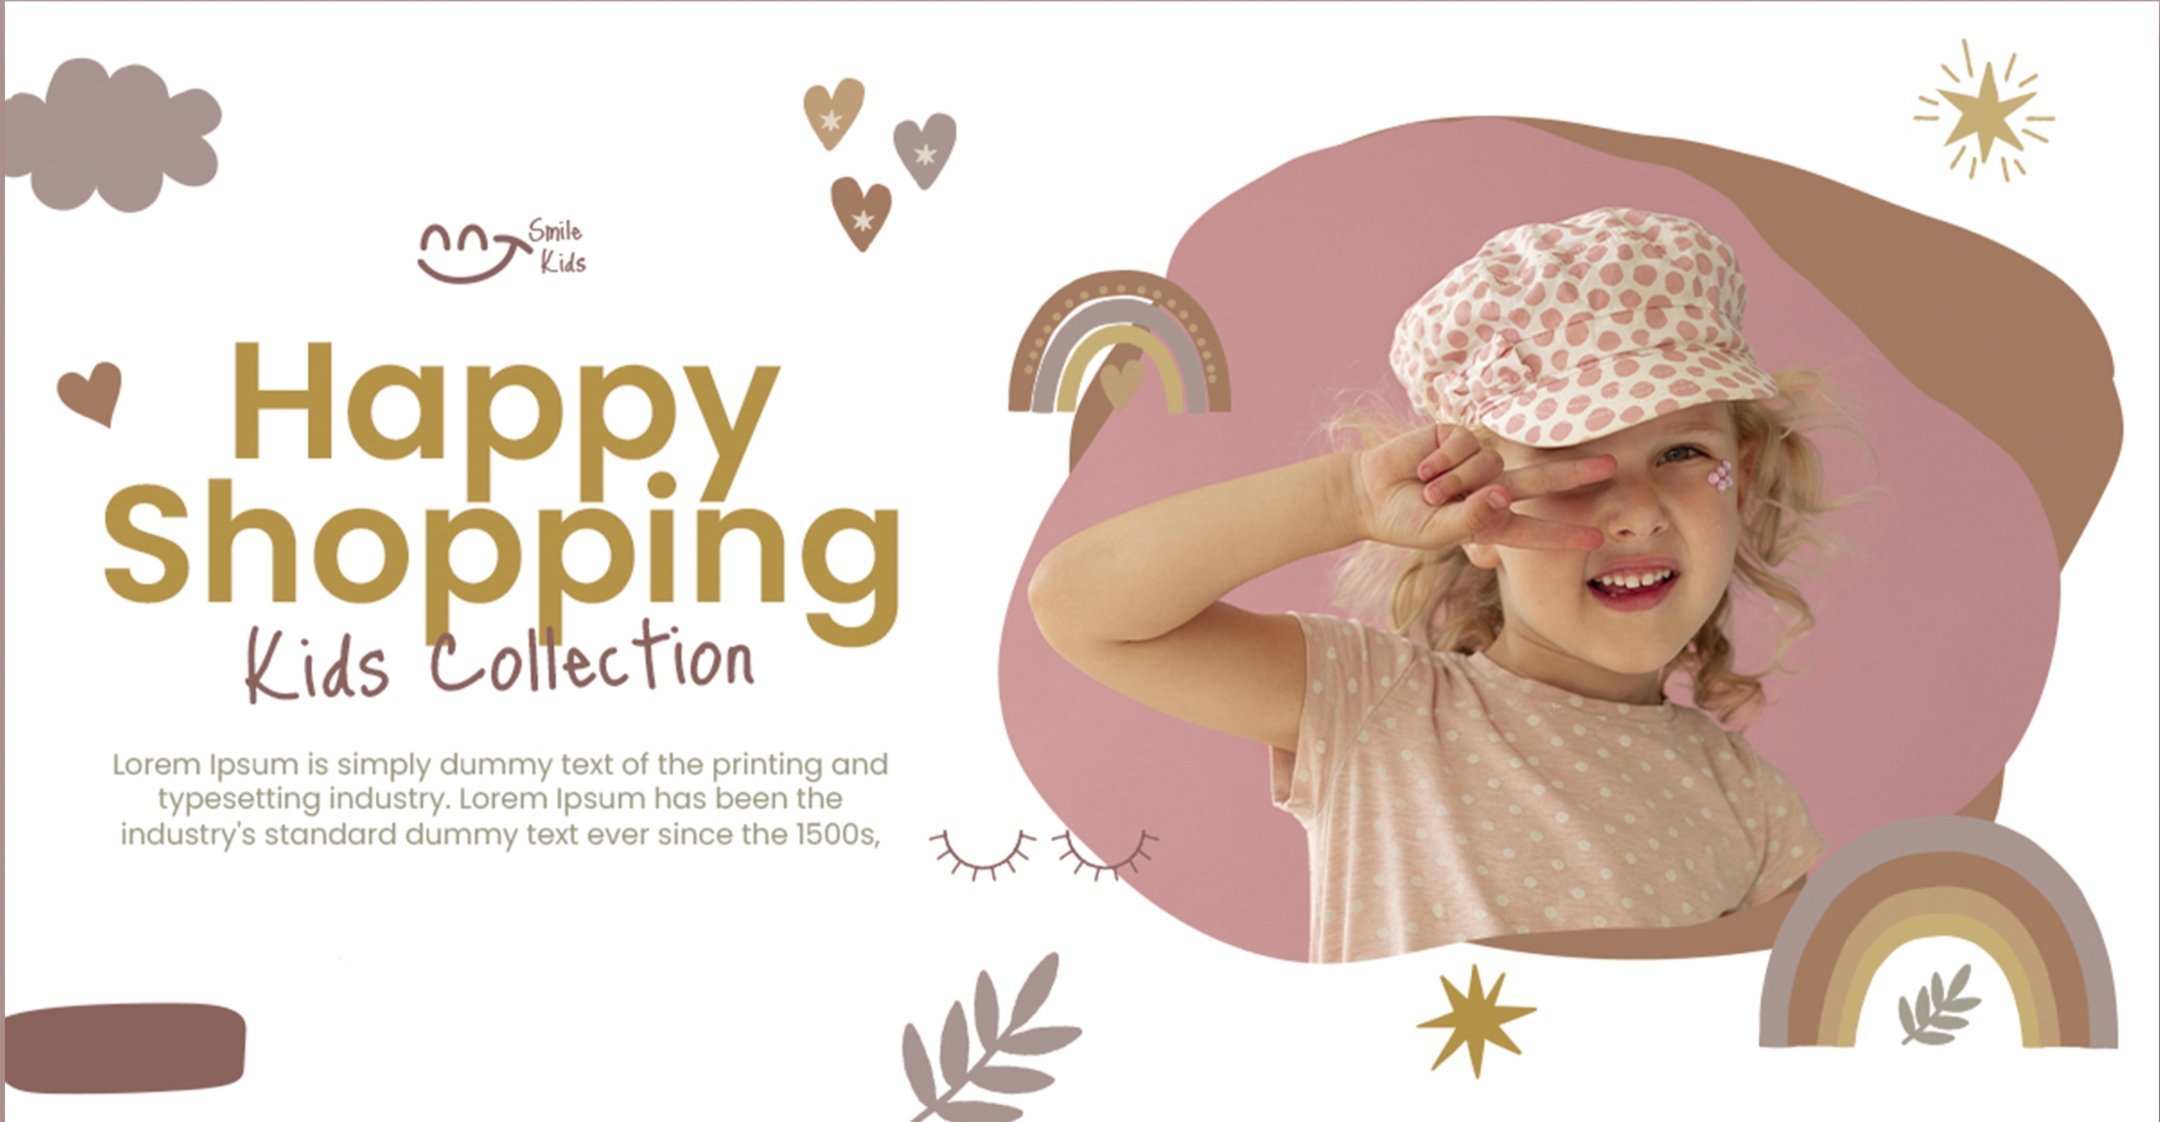 Smile
Kids
Happy
Shopping
Kids Collection
Lorem Ipsum is simply dummy text of the printing and
typesetting industry. Lorem Ipsum has been the
industry's standard dummy text ever since the 1500s,